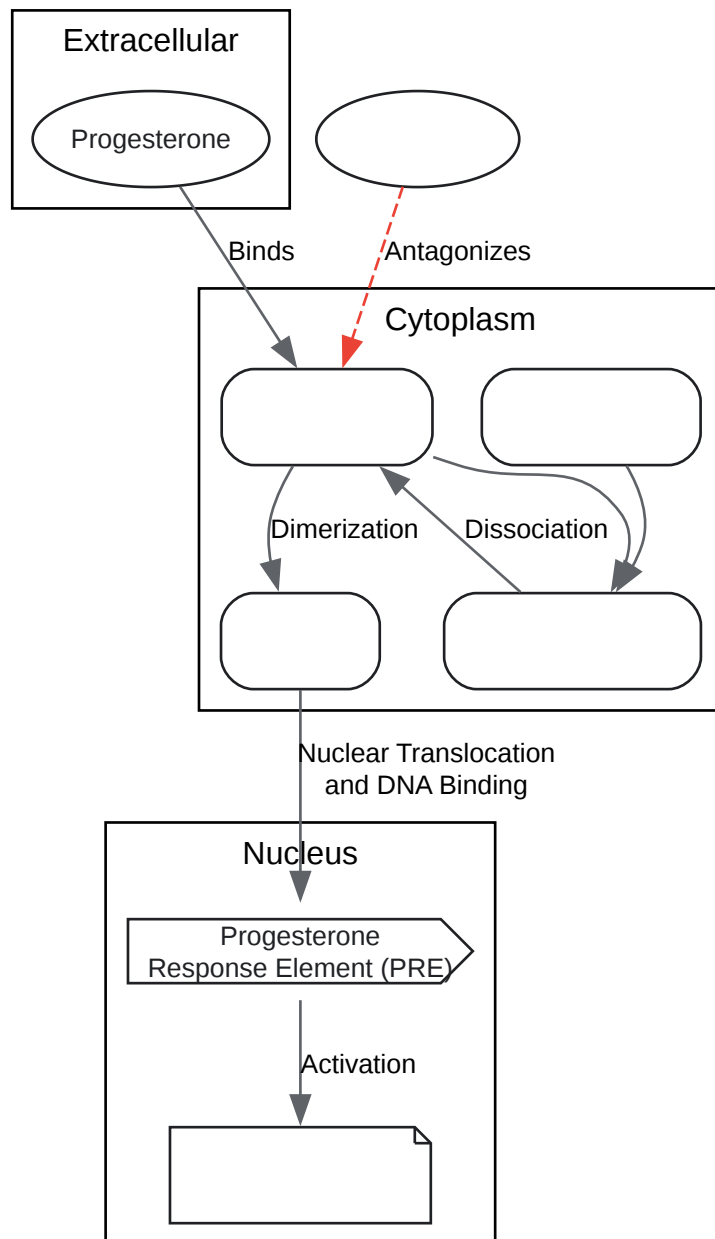 Extracellular
Progesterone
Binds
Antagonizes
Cytoplasm
Dimerization
Dissociation
Nuclear Translocation
and DNA Binding
Nucleus
Progesterone
Response Element (PRE)
Activation